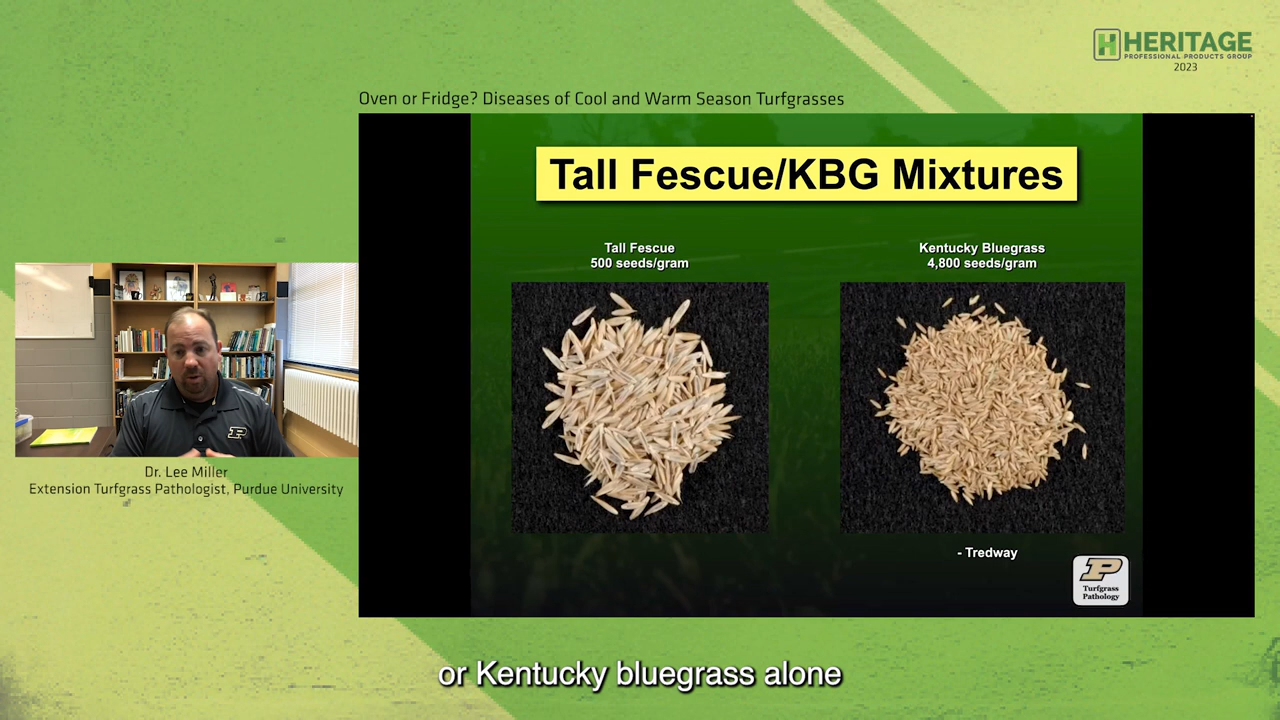 HERITAGE
PROFESSIONAL PRODUCTS GROUP
2023
Oven or Fridge? Diseases of Cool and Warm Season Turfgrasses
Tall Fescue/KBG Mixtures
Tall Fescue
500 seeds/gram
Kentucky Bluegrass
4,800 seeds/gram
- Tredway
P
Turfgrass
Pathology
P
Dr. Lee Miller
Extension Turfgrass Pathologist, Purdue University
or Kentucky bluegrass alone